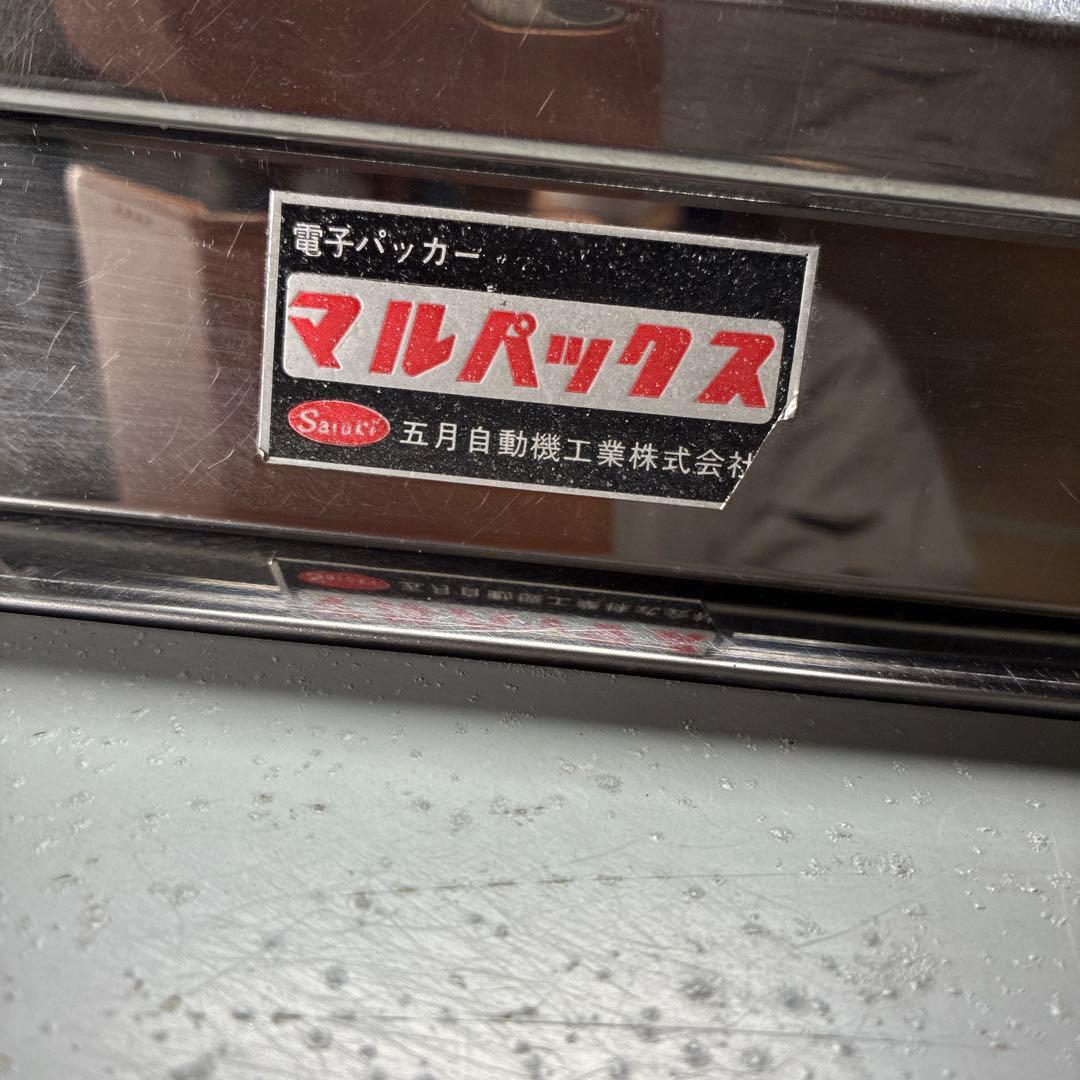 電子パッカー
マルパックス
Satuki
五月自動機工業株式会社